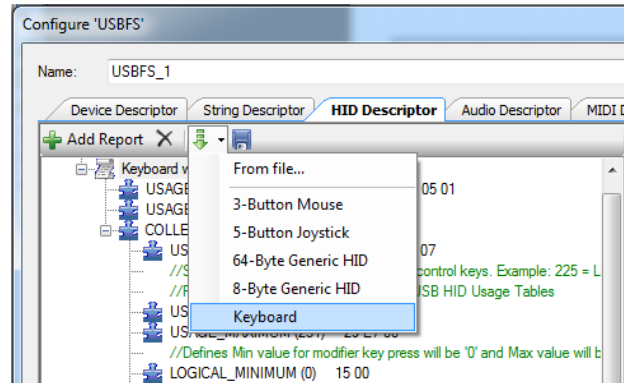 Configure 'USBFS'
Name: USBFS_1
Device Descriptor String Descriptor HID Descriptor Audio Descriptor MIDI D
Add Report
From file...
3-Button Mouse
5-Button Joystick
64-Byte Generic HID
8-Byte Generic HID
Keyboard
Keyboard w
USAGE 05 01
USAGE
COLLE
US 07
//S control keys. Example: 225 = L
//F USB HID Usage Tables
US
USAGE_MAXIMUM (231) 29 E7 00
//Defines Min value for modifier key press will be '0' and Max value will b
LOGICAL_MINIMUM (0) 15 00